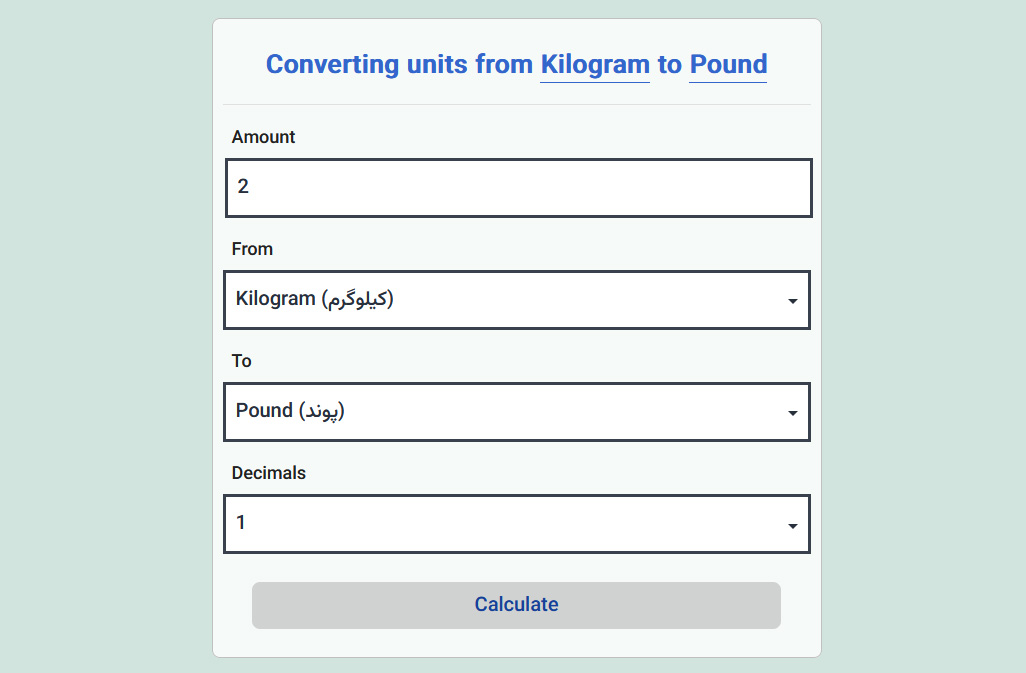 Converting units from Kilogram to Pound
Amount
2
From
Kilogram (کیلوگرم)
To
Pound (پوند)
Decimals
1
Calculate